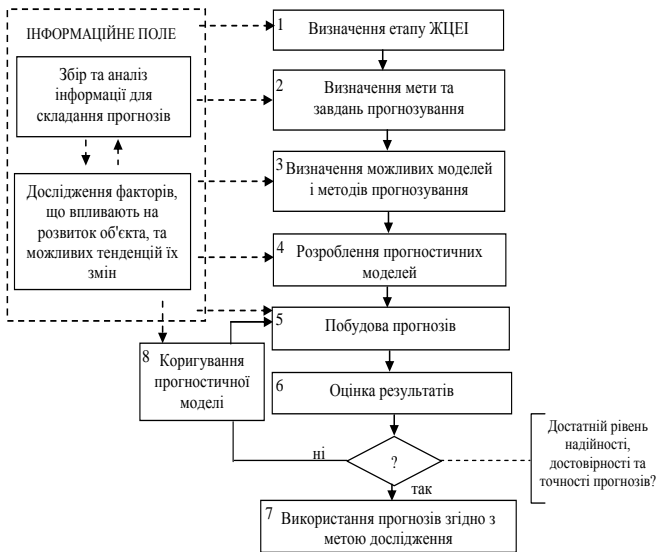 ІНФОРМАЦІЙНЕ ПОЛЕ
Збір та аналіз
інформації для
складання прогнозів
Дослідження факторів,
що впливають на
розвиток об'єкта, та
можливих тенденцій їх
змін
1
Визначення етапу ЖЦЕІ
2
Визначення мети та
завдань прогнозування
3
Визначення можливих моделей
і методів прогнозування
4
Розроблення прогностичних
моделей
5
Побудова прогнозів
8
Коригування
прогностичної
моделі
6
Оцінка результатів
ні
?
так
Достатній рівень
надійності,
достовірності та
точності прогнозів?
7
Використання прогнозів згідно з
метою дослідження